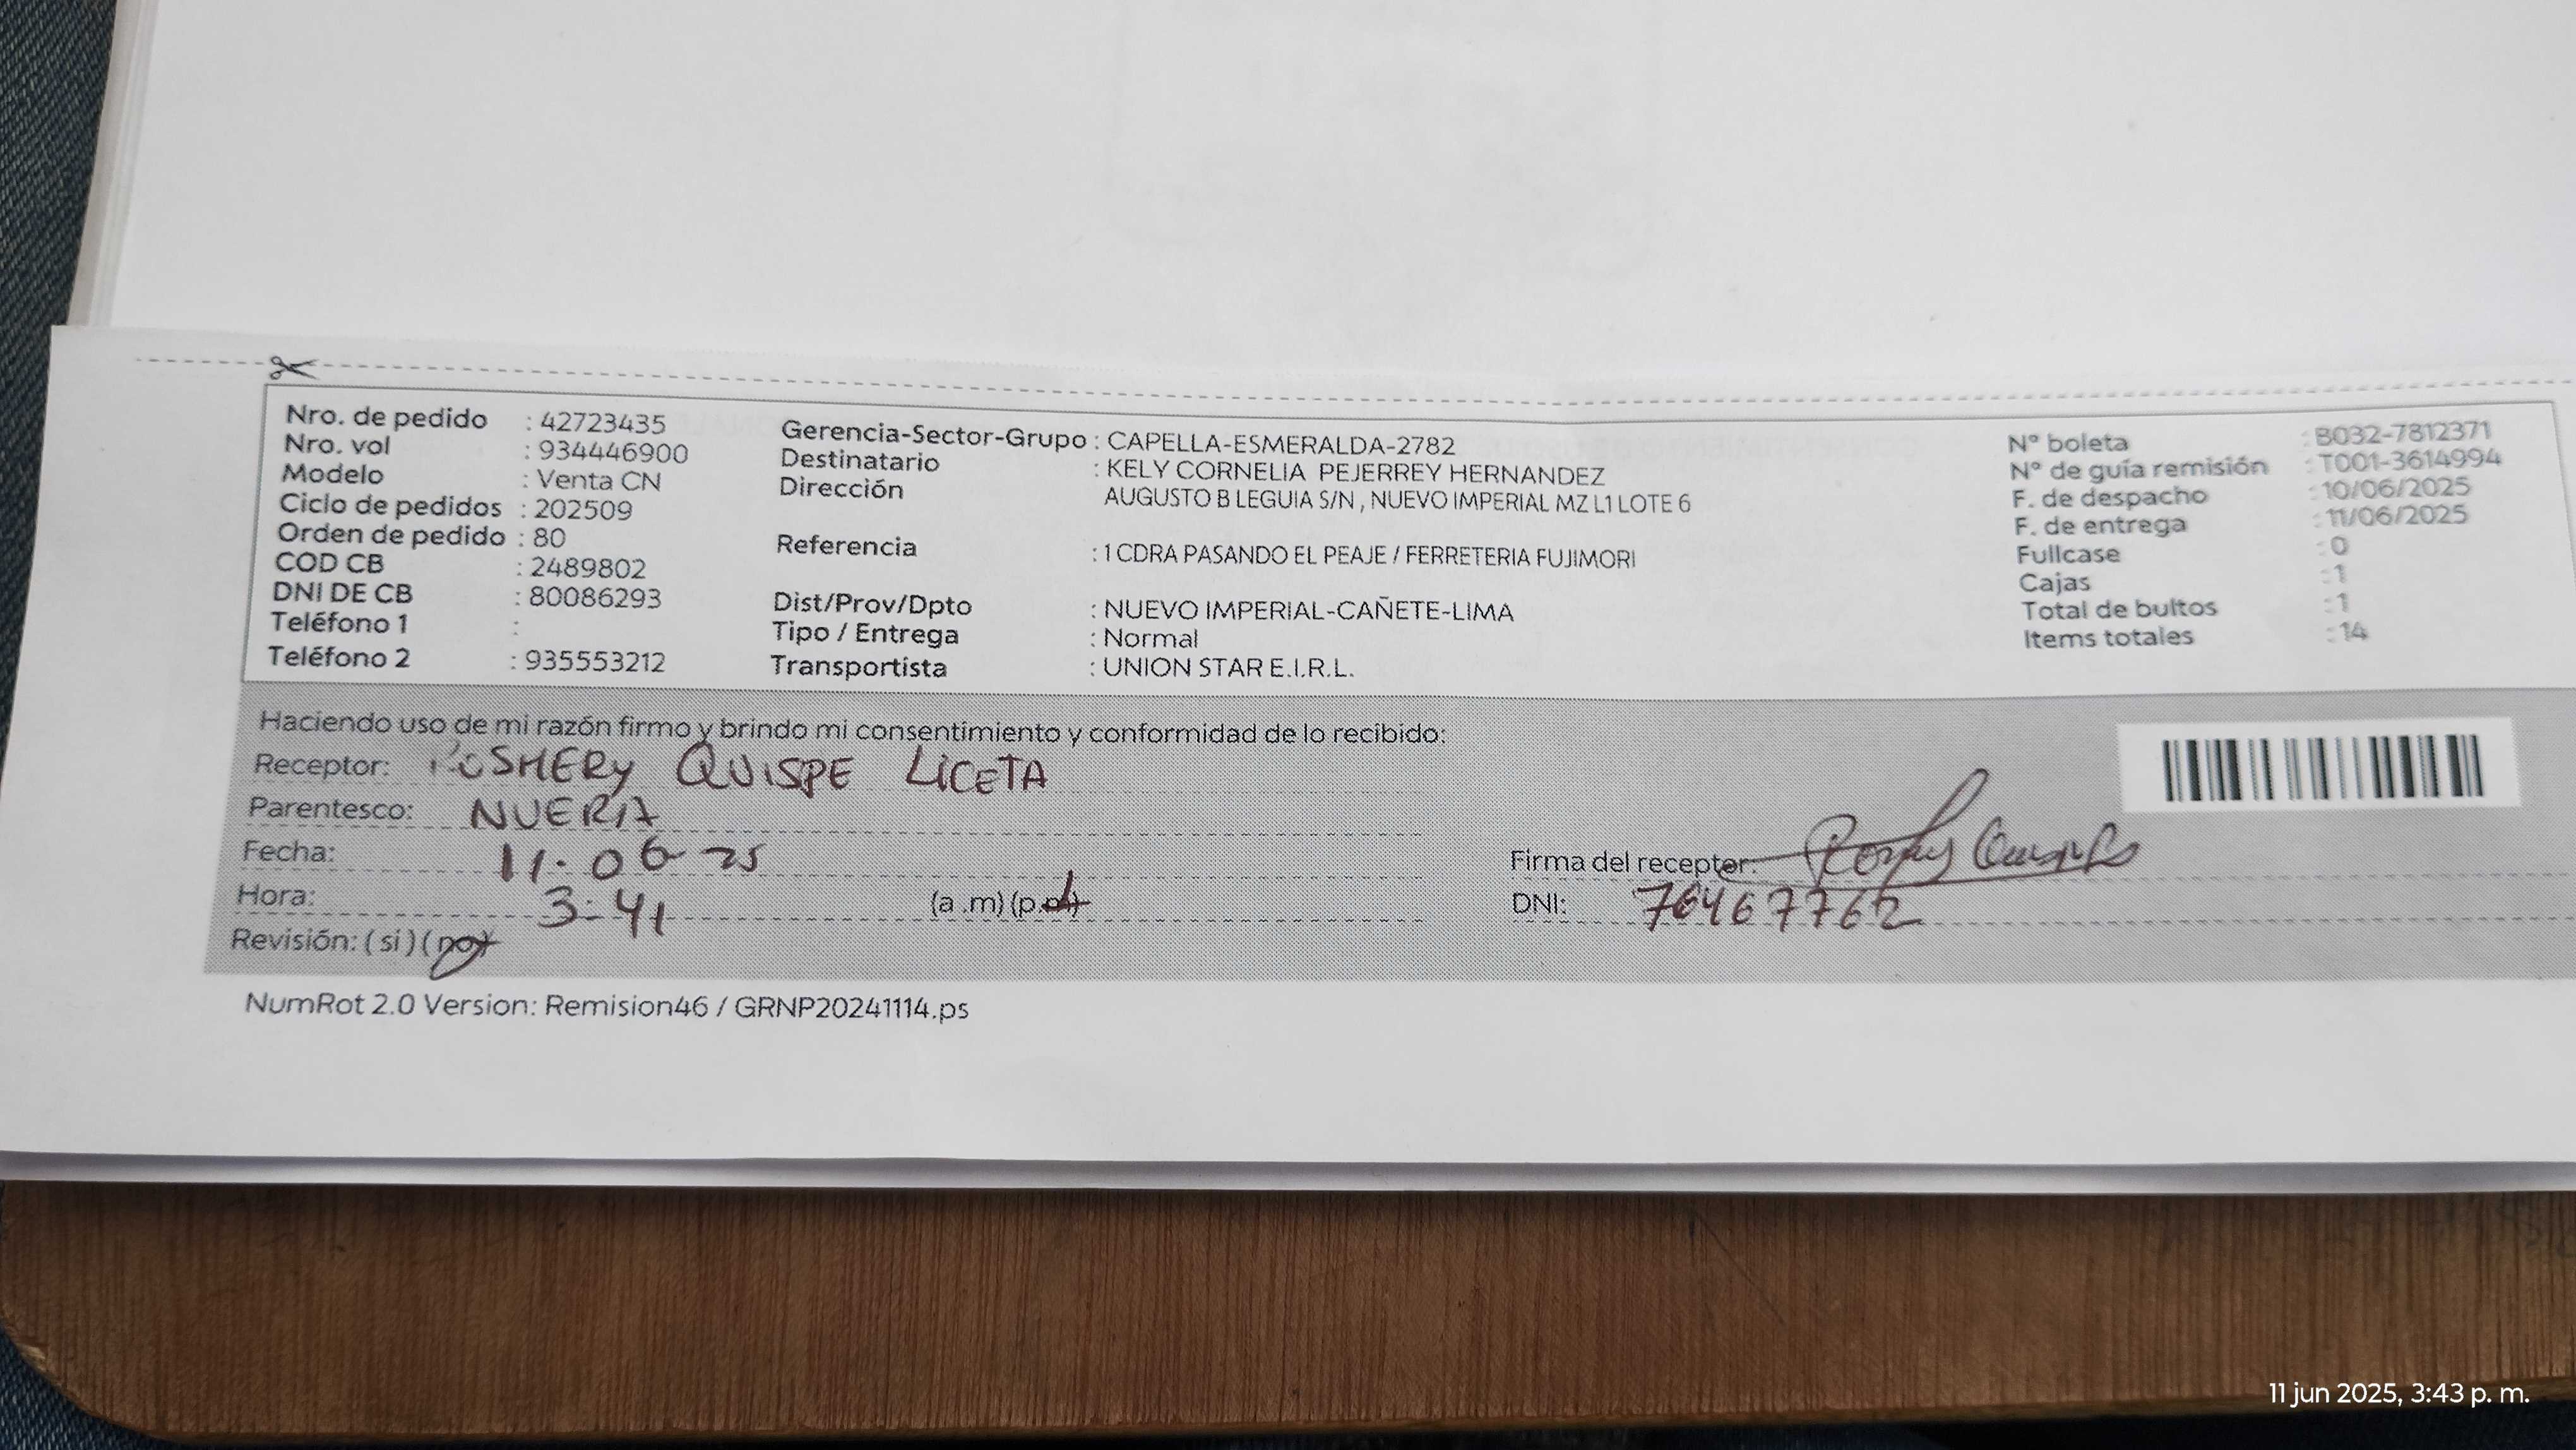 Nro. de pedido : 42723435
Nro. vol : 934446900
Modelo : Venta CN
Ciclo de pedidos : 202509
Orden de pedido : 80
COD CB : 2489802
DNI DE CB : 80086293
Teléfono 1 :
Teléfono 2 : 935553212
Gerencia-Sector-Grupo : CAPELLA-ESMERALDA-2782
Destinatario : KELY CORNELIA PEJERREY HERNANDEZ
Dirección AUGUSTO B LEGUIA S/N , NUEVO IMPERIAL MZ L1 LOTE 6
Referencia : 1 CDRA PASANDO EL PEAJE / FERRETERIA FUJIMORI
Dist/Prov/Dpto : NUEVO IMPERIAL-CAÑETE-LIMA
Tipo / Entrega : Normal
Transportista : UNION STAR E.I.R.L.
N° boleta : B032-7812371
N° de guía remisión : T001-3614994
F. de despacho : 10/06/2025
F. de entrega : 11/06/2025
Fullcase : 0
Cajas : 1
Total de bultos : 1
Items totales : 14
Haciendo uso de mi razón firmo y brindo mi consentimiento y conformidad de lo recibido:
Receptor: ROSHERY QUISPE LICETA
Parentesco: NUERA
Fecha: 11-06-25
Hora: 3:41 (a .m) (p.m)
Revisión: ( si ) ( no )
Firma del receptor:
DNI: 76467762
NumRot 2.0 Version: Remision46 / GRNP20241114.ps
11 jun 2025, 3:43 p. m.